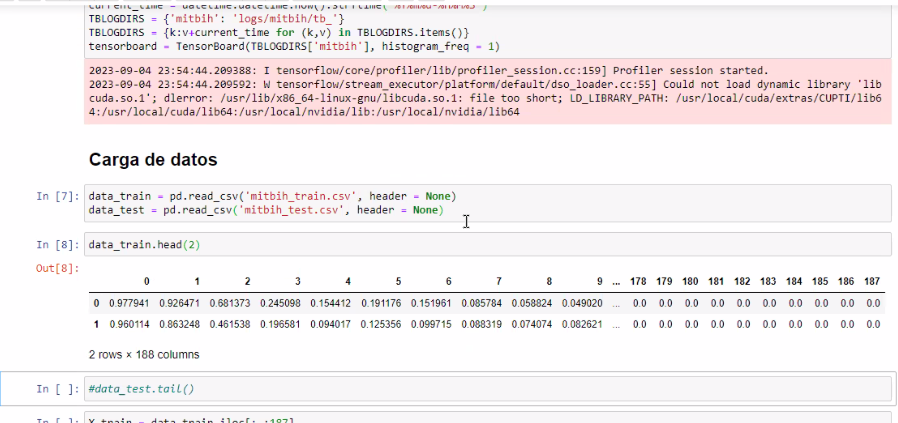 TBLOGDIRS = {'mitbih': 'logs/mitbih/tb_'}
TBLOGDIRS = {k:v+current_time for (k,v) in TBLOGDIRS.items()}
tensorboard = TensorBoard(TBLOGDIRS['mitbih'], histogram_freq = 1)
2023-09-04 23:54:44.209388: I tensorflow/core/profiler/lib/profiler_session.cc:159] Profiler session started.
2023-09-04 23:54:44.209592: W tensorflow/stream_executor/platform/default/dso_loader.cc:55] Could not load dynamic library 'lib
cuda.so.1'; dlerror: /usr/lib/x86_64-linux-gnu/libcuda.so.1: file too short; LD_LIBRARY_PATH: /usr/local/cuda/extras/CUPTI/lib6
4:/usr/local/cuda/lib64:/usr/local/nvidia/lib:/usr/local/nvidia/lib64
Carga de datos
In [7]: data_train = pd.read_csv('mitbih_train.csv', header = None)
data_test = pd.read_csv('mitbih_test.csv', header = None)
In [8]: data_train.head(2)
Out[8]:
0 1 2 3 4 5 6 7 8 9 ... 178 179 180 181 182 183 184 185 186 187
0 0.977941 0.926471 0.681373 0.245098 0.154412 0.191176 0.151961 0.085784 0.058824 0.049020 ... 0.0 0.0 0.0 0.0 0.0 0.0 0.0 0.0 0.0 0.0
1 0.960114 0.863248 0.461538 0.196581 0.094017 0.125356 0.099715 0.088319 0.074074 0.082621 ... 0.0 0.0 0.0 0.0 0.0 0.0 0.0 0.0 0.0 0.0
2 rows × 188 columns
In [ ]: #data_test.tail()
In [ ]: X_train = data_train.iloc[:,:187]